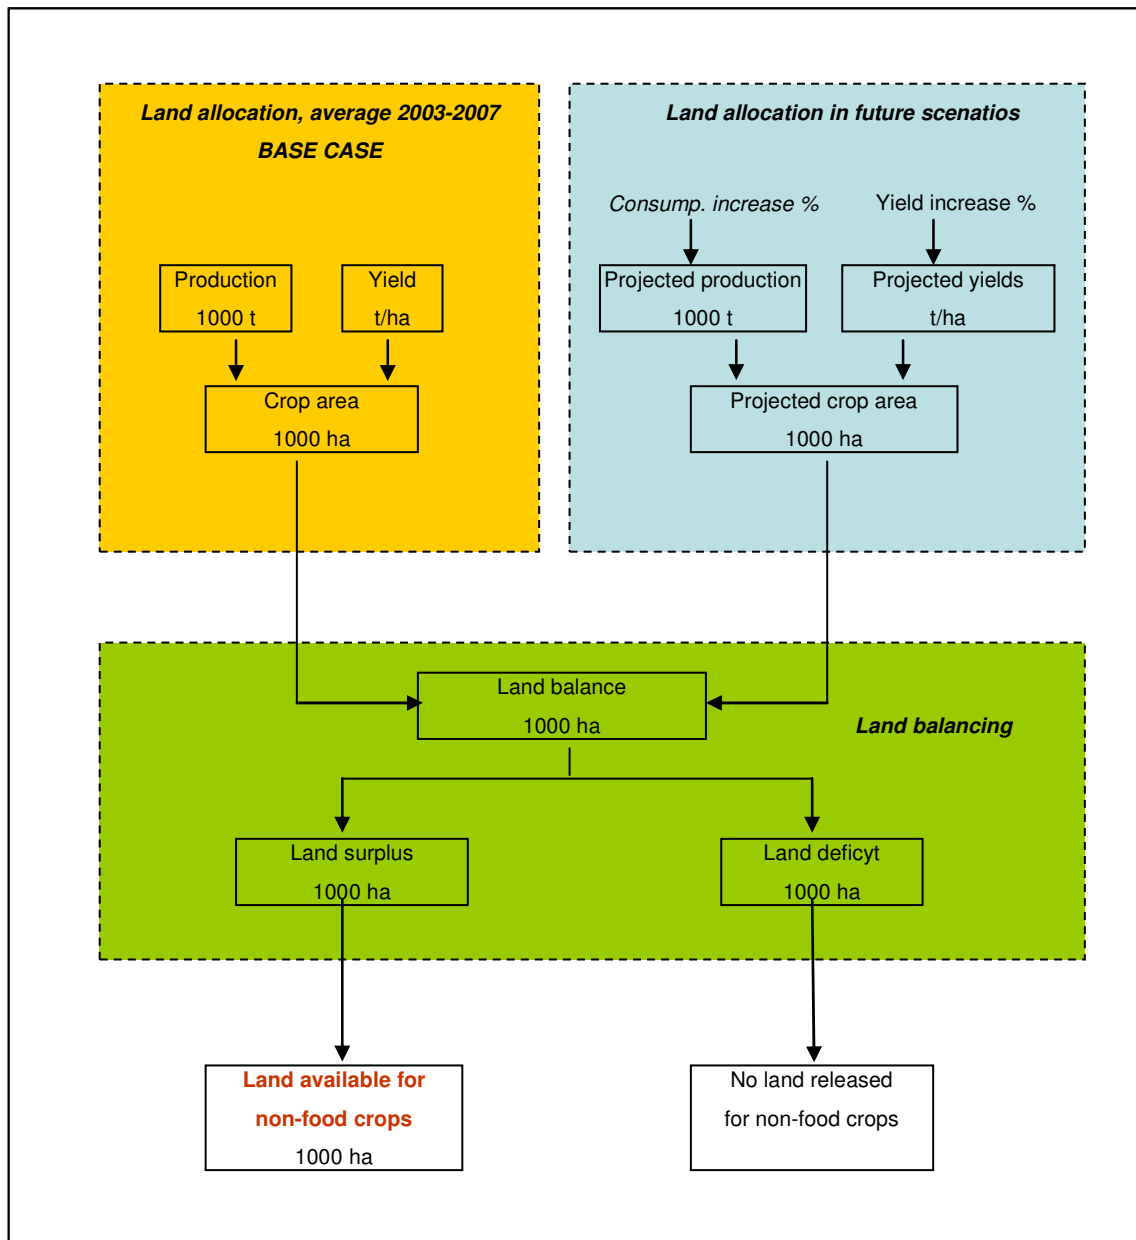 Land allocation, average 2003-2007
BASE CASE
Production
1000 t
Yield
t/ha
Crop area
1000 ha
Land allocation in future scenatios
Consump. increase %
Yield increase %
Projected production
1000 t
Projected yields
t/ha
Projected crop area
1000 ha
Land balance
1000 ha
Land balancing
Land surplus
1000 ha
Land deficyt
1000 ha
Land available for
non-food crops
1000 ha
No land released
for non-food crops